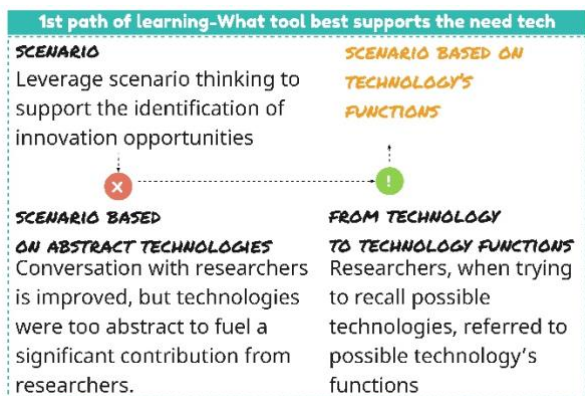 1st path of learning-What tool best supports the need tech
SCENARIO
Leverage scenario thinking to
support the identification of
innovation opportunities
SCENARIO BASED ON
TECHNOLOGY'S
FUNCTIONS
X
!
SCENARIO BASED
ON ABSTRACT TECHNOLOGIES
Conversation with researchers
is improved, but technologies
were too abstract to fuel a
significant contribution from
researchers.
FROM TECHNOLOGY
TO TECHNOLOGY FUNCTIONS
Researchers, when trying
to recall possible
technologies, referred to
possible technology's
functions